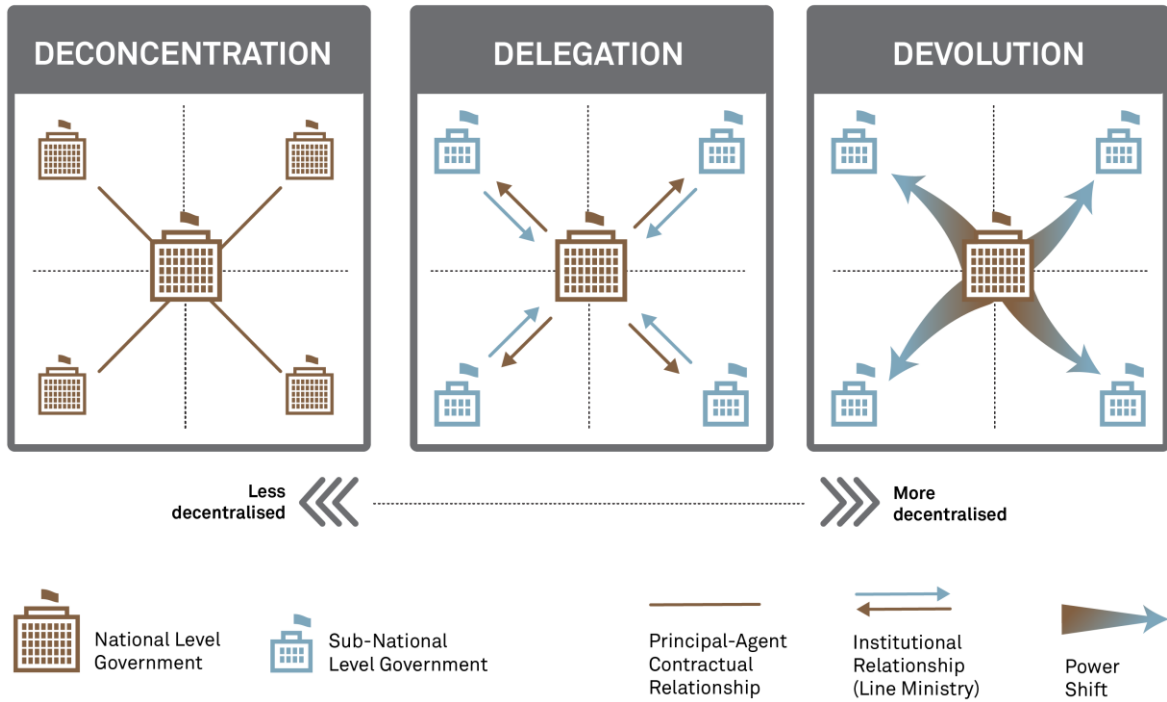 DECONCENTRATION
DELEGATION
DEVOLUTION
Less
decentralised
More
decentralised
National Level
Government
Sub-National
Level Government
Principal-Agent
Contractual
Relationship
Institutional
Relationship
(Line Ministry)
Power
Shift